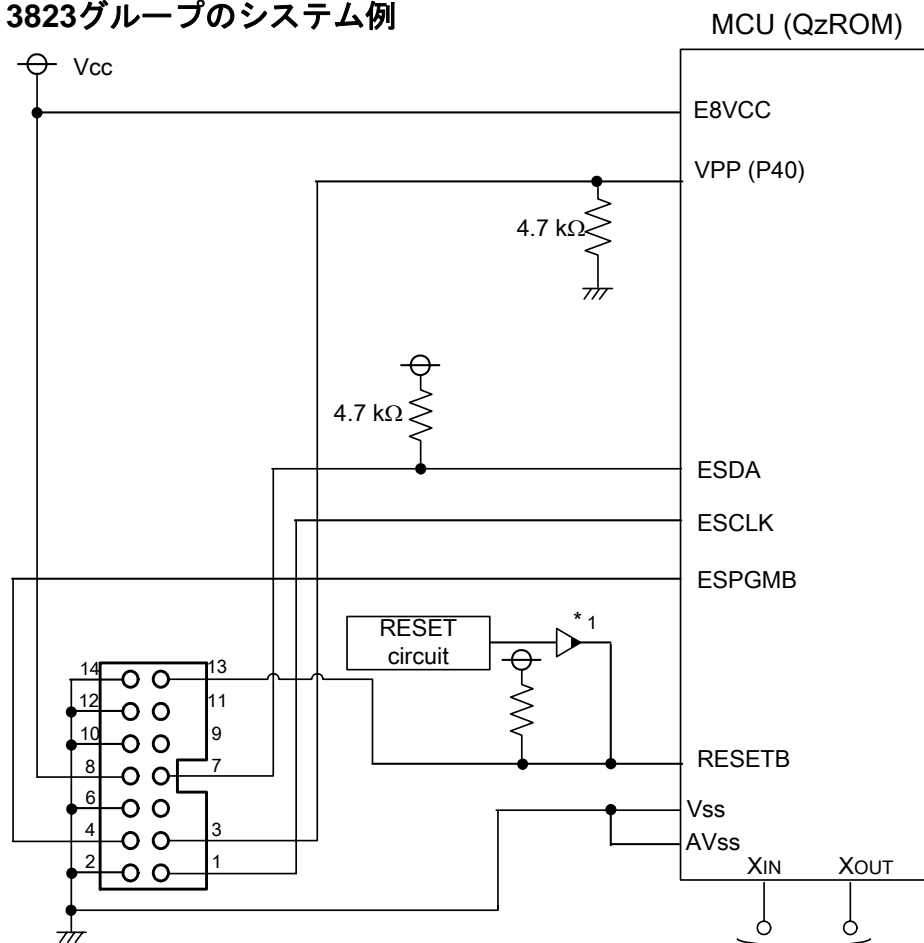 3823グループのシステム例
MCU (QzROM)
Vcc
E8VCC
VPP (P40)
4.7 kΩ
4.7 kΩ
ESDA
ESCLK
ESPGMB
RESET
circuit
* 1
14
13
12
11
10
9
8
7
6
4
3
2
1
RESETB
Vss
AVss
XIN
XOUT